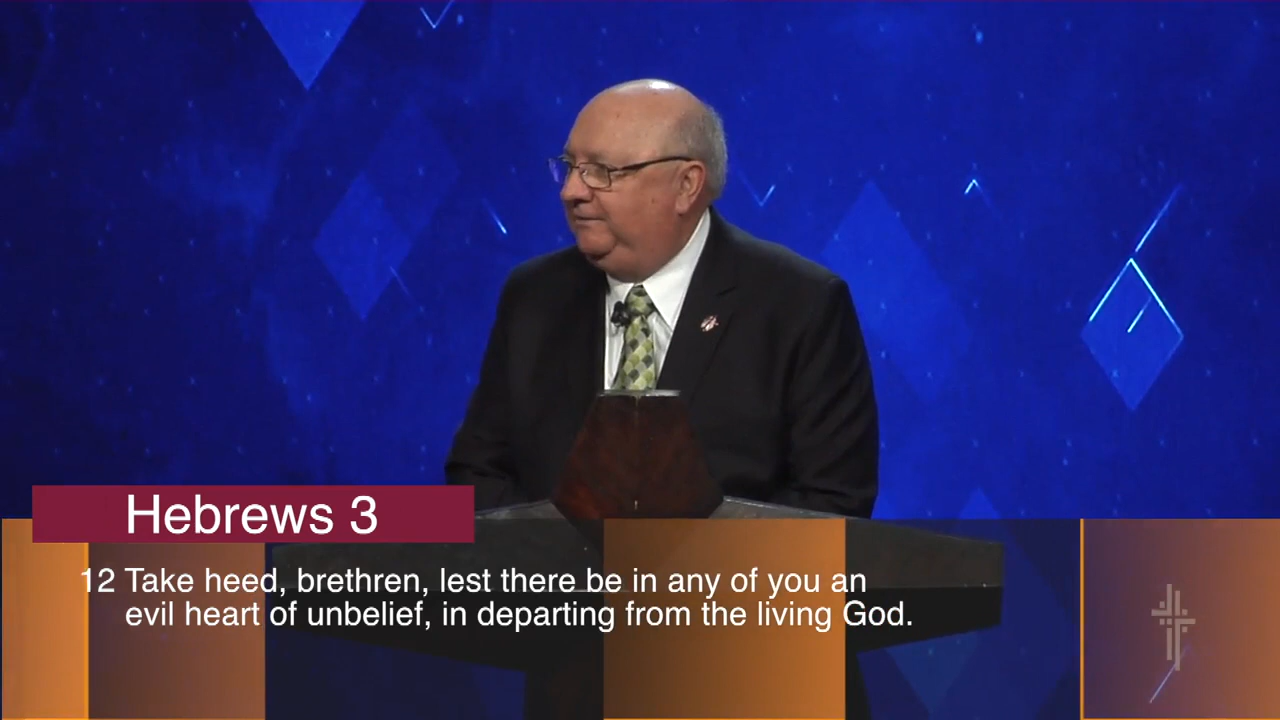 Hebrews 3
12 Take heed, brethren, lest there be in any of you an
evil heart of unbelief, in departing from the living God.